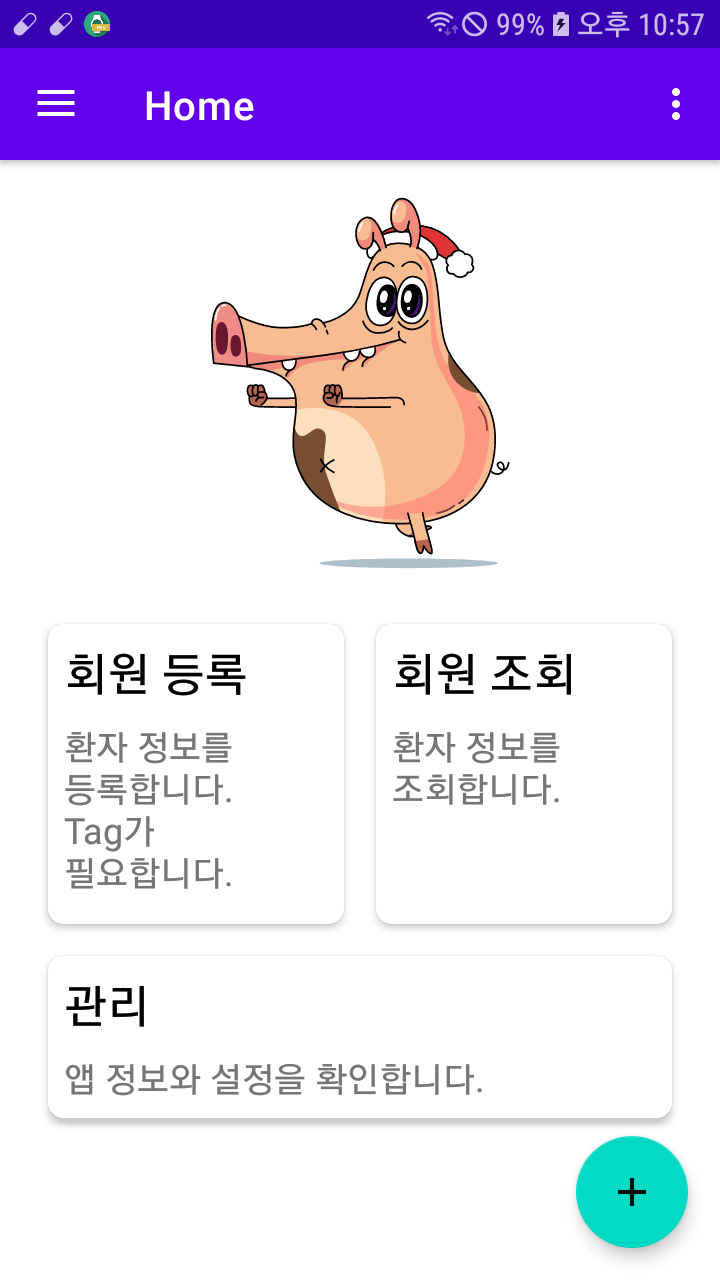 99% 오후 10:57
Home
회원 등록
환자 정보를
등록합니다.
Tag가
필요합니다.
회원 조회
환자 정보를
조회합니다.
관리
앱 정보와 설정을 확인합니다.